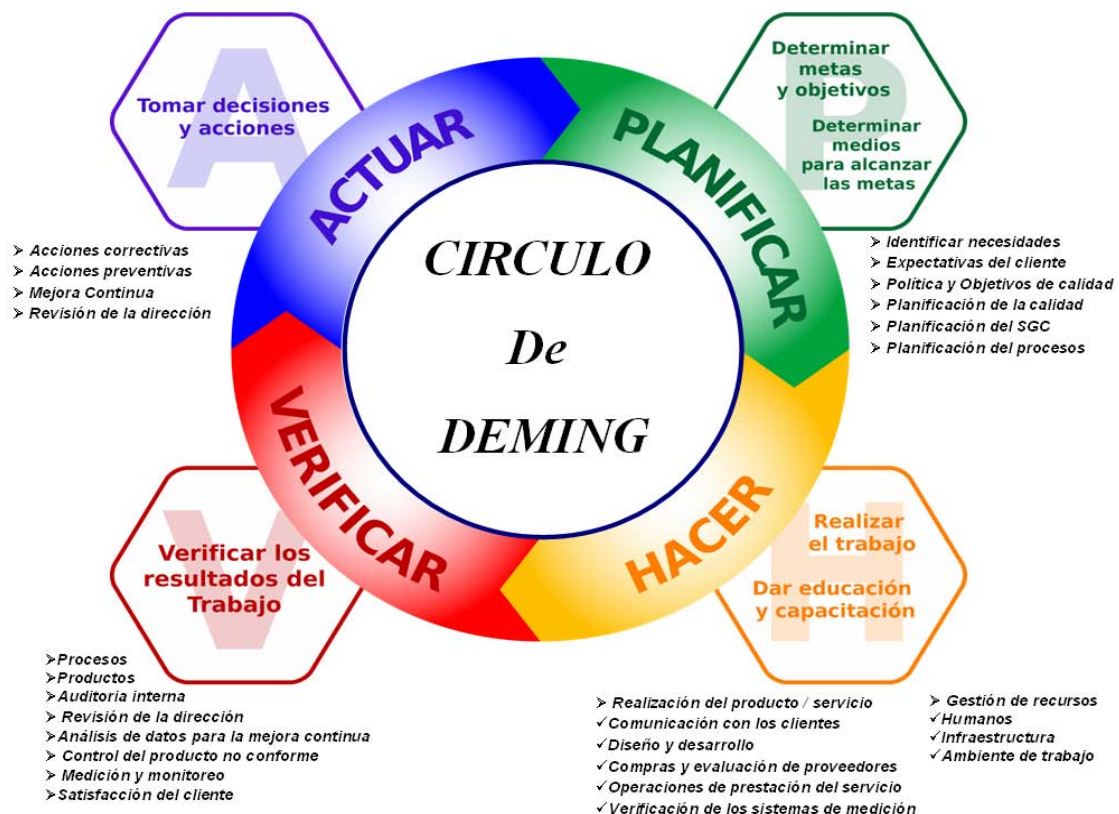 A
Tomar decisiones
y acciones
ACTUAR
➢ Acciones correctivas
➢ Acciones preventivas
➢ Mejora Continua
➢ Revisión de la dirección
P
Determinar
metas
y objetivos
Determinar
medios
para alcanzar
las metas
PLANIFICAR
➢ Identificar necesidades
➢ Expectativas del cliente
➢ Política y Objetivos de calidad
➢ Planificación de la calidad
➢ Planificación del SGC
➢ Planificación del procesos
CIRCULO
De
DEMING
VERIFICAR
V
Verificar los
resultados del
Trabajo
➢Procesos
➢Productos
➢Auditoria interna
➢ Revisión de la dirección
➢Análisis de datos para la mejora continua
➢ Control del producto no conforme
➢ Medición y monitoreo
➢Satisfacción del cliente
HACER
H
Realizar
el trabajo
Dar educación
y capacitación
➢ Realización del producto / servicio
✓Comunicación con los clientes
✓Diseño y desarrollo
✓Compras y evaluación de proveedores
✓Operaciones de prestación del servicio
✓Verificación de los sistemas de medición
➢ Gestión de recursos
✓Humanos
✓Infraestructura
✓Ambiente de trabajo